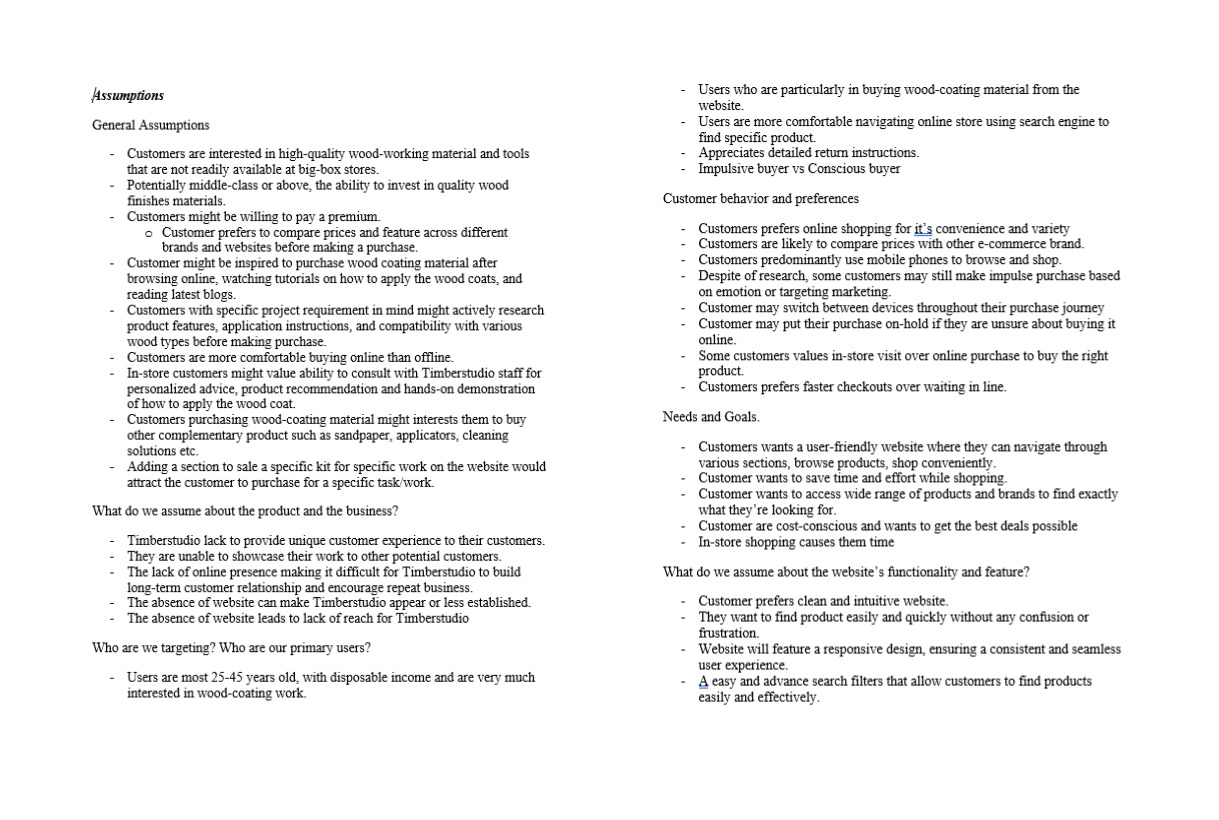 Assumptions
General Assumptions
- Customers are interested in high-quality wood-working material and tools
that are not readily available at big-box stores.
- Potentially middle-class or above, the ability to invest in quality wood
finishes materials.
- Customers might be willing to pay a premium.
o Customer prefers to compare prices and feature across different
brands and websites before making a purchase.
- Customer might be inspired to purchase wood coating material after
browsing online, watching tutorials on how to apply the wood coats, and
reading latest blogs.
- Customers with specific project requirement in mind might actively research
product features, application instructions, and compatibility with various
wood types before making purchase.
- Customers are more comfortable buying online than offline.
- In-store customers might value ability to consult with Timberstudio staff for
personalized advice, product recommendation and hands-on demonstration
of how to apply the wood coat.
- Customers purchasing wood-coating material might interests them to buy
other complementary product such as sandpaper, applicators, cleaning
solutions etc.
- Adding a section to sale a specific kit for specific work on the website would
attract the customer to purchase for a specific task/work.
What do we assume about the product and the business?
- Timberstudio lack to provide unique customer experience to their customers.
- They are unable to showcase their work to other potential customers.
- The lack of online presence making it difficult for Timberstudio to build
long-term customer relationship and encourage repeat business.
- The absence of website can make Timberstudio appear or less established.
- The absence of website leads to lack of reach for Timberstudio
Who are we targeting? Who are our primary users?
- Users are most 25-45 years old, with disposable income and are very much
interested in wood-coating work.
- Users who are particularly in buying wood-coating material from the
website.
- Users are more comfortable navigating online store using search engine to
find specific product.
- Appreciates detailed return instructions.
- Impulsive buyer vs Conscious buyer
Customer behavior and preferences
- Customers prefers online shopping for it's convenience and variety
- Customers are likely to compare prices with other e-commerce brand.
- Customers predominantly use mobile phones to browse and shop.
- Despite of research, some customers may still make impulse purchase based
on emotion or targeting marketing.
- Customer may switch between devices throughout their purchase journey
- Customer may put their purchase on-hold if they are unsure about buying it
online.
- Some customers values in-store visit over online purchase to buy the right
product.
- Customers prefers faster checkouts over waiting in line.
Needs and Goals.
- Customers wants a user-friendly website where they can navigate through
various sections, browse products, shop conveniently.
- Customer wants to save time and effort while shopping.
- Customer wants to access wide range of products and brands to find exactly
what they're looking for.
- Customer are cost-conscious and wants to get the best deals possible
- In-store shopping causes them time
What do we assume about the website's functionality and feature?
- Customer prefers clean and intuitive website.
- They want to find product easily and quickly without any confusion or
frustration.
- Website will feature a responsive design, ensuring a consistent and seamless
user experience.
- A easy and advance search filters that allow customers to find products
easily and effectively.